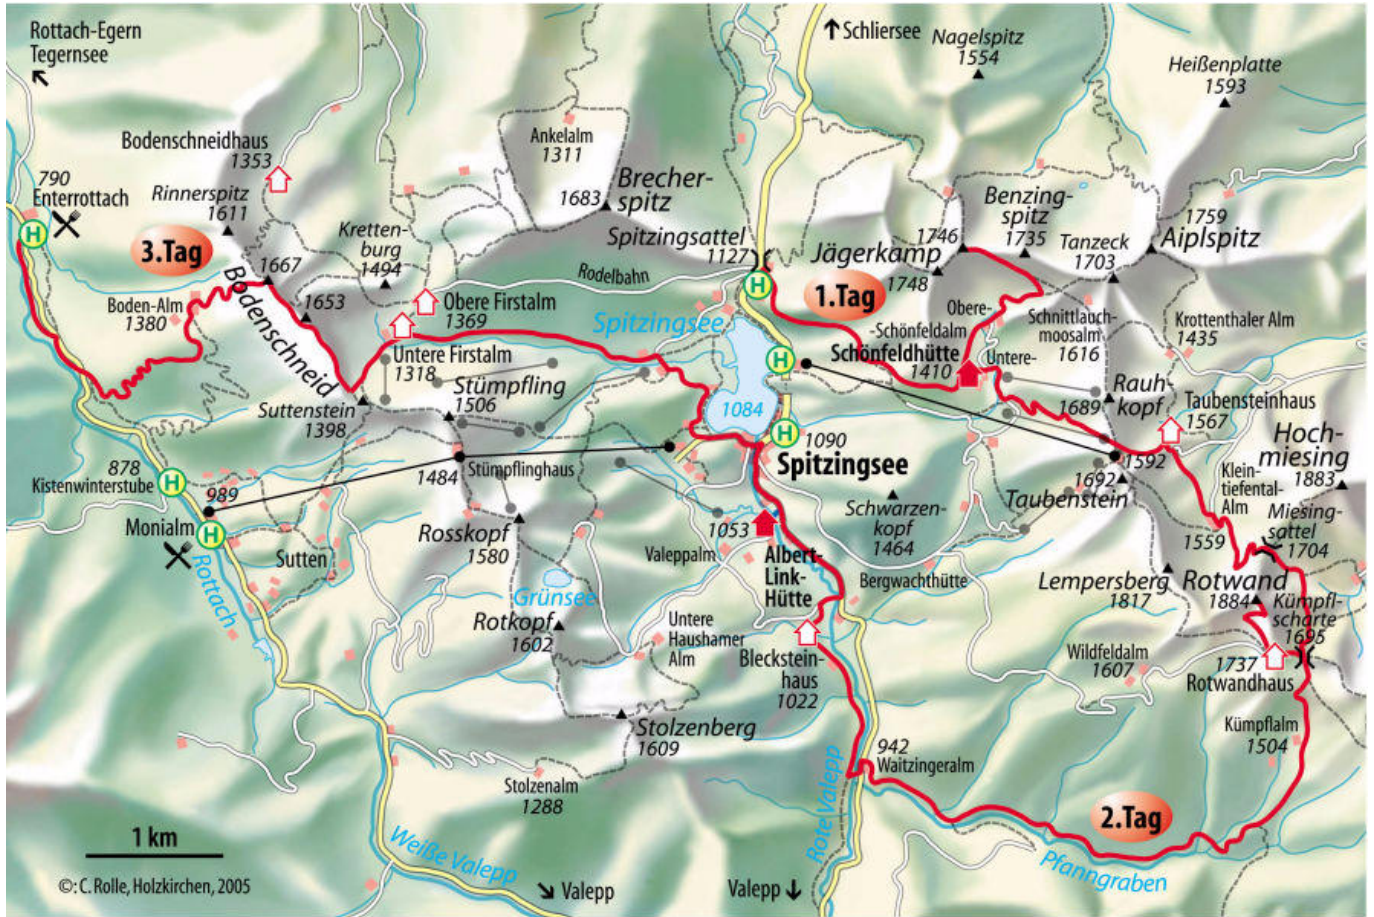 Rottach-Egern
Tegernsee
Schliersee
Nagelspitz
1554
Heißenplatte
1593
Bodenschneidhaus
1353
Ankelalm
1311
790
Enterrottach
Rinnerspitz
1611
Brecher-
spitz
1683
Benzing-
spitz
1735
1759
Aiplspitz
3.Tag
Kretten-
burg
1494
Spitzingsattel
1127
1746
Jägerkamp
1748
Tanzeck
1703
1667
Rodelbahn
1.Tag
Bodenschneid
1653
Boden-Alm
1380
Obere Firstalm
1369
Spitzingsee
Obere-
-Schönfeldalm
Schönfeldhütte
1410
Untere-
Schnittlauch-
moosalm
1616
Krottenthaler Alm
1435
Untere Firstalm
1318
Stümpfling
1506
Suttenstein
1398
1084
Rauh-
kopf
1689
Taubensteinhaus
1567
1090
Spitzingsee
Hoch-
miesing
1883
878
Kistenwinterstube
989
1484
Stümpflinghaus
1592
1692
Taubenstein
Klein-
tiefental-
Alm
Miesing-
sattel
1704
Monialm
Rosskopf
1580
Schwarzen-
kopf
1464
1053
Albert-
Link-
Hütte
1559
Sutten
Valeppalm
Bergwachthütte
Lempersberg
1817
Rotwand
1884
Kümpfl-
scharte
1695
Rottach
Grünsee
Rotkopf
1602
Untere
Haushamer
Alm
Bleckstein-
haus
1022
Wildfeldalm
1607
1737
Rotwandhaus
Stolzenberg
1609
Kümpflalm
1504
942
Waitzingeralm
Stolzenalm
1288
2.Tag
1 km
Rote Valepp
Weiße Valepp
Pfanngraben
©: C. Rolle, Holzkirchen, 2005
Valepp
Valepp
H
H
H
H
H
H